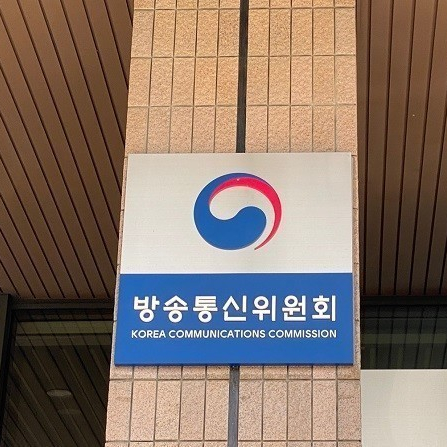 방송통신위원회
KOREA COMMUNICATIONS COMMISSION